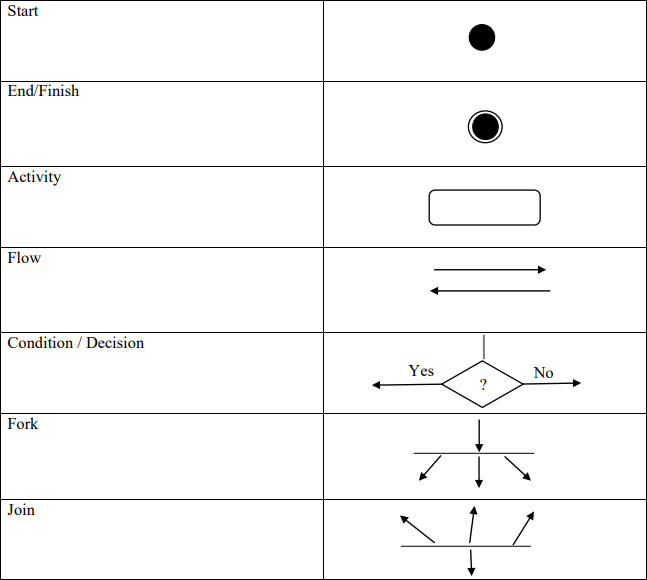 Start
End/Finish
Activity
Flow
Condition / Decision
Yes
?
No
Fork
Join